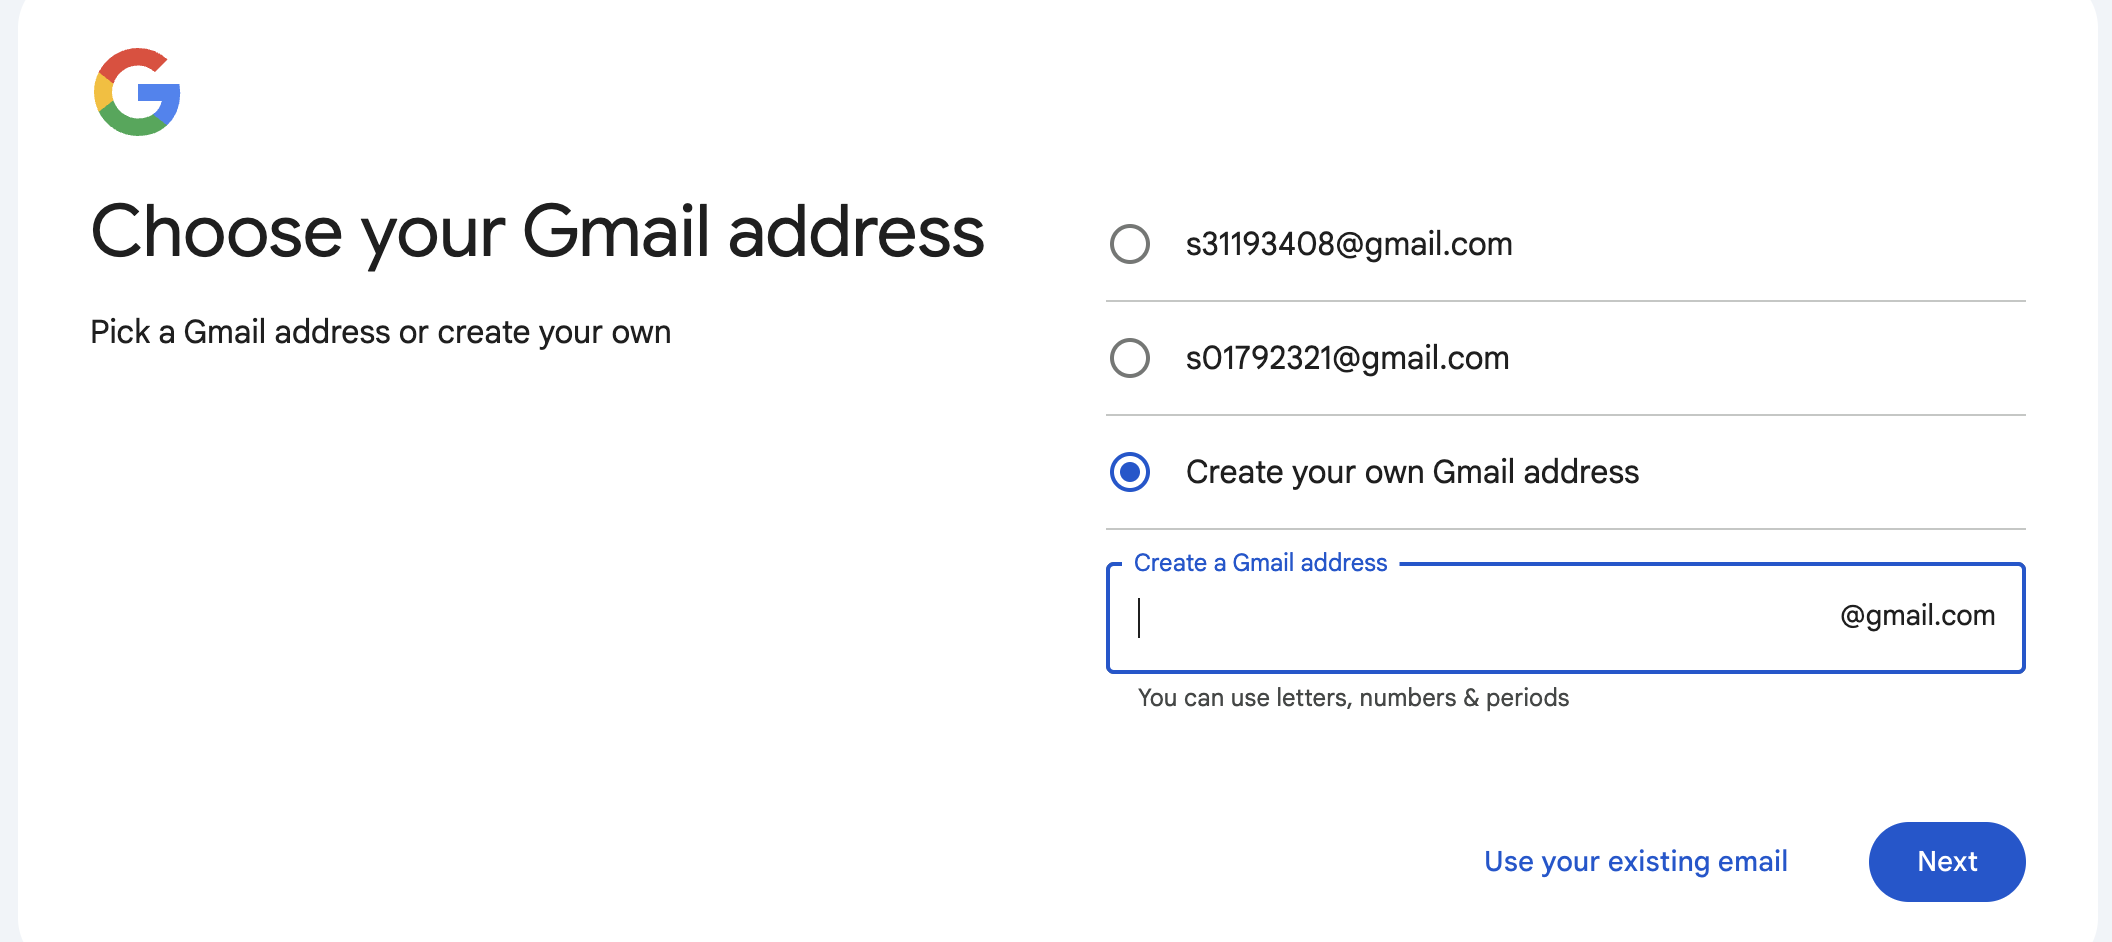 Choose your Gmail address
Pick a Gmail address or create your own
s31193408@gmail.com
s01792321@gmail.com
Create your own Gmail address
Create a Gmail address
@gmail.com
You can use letters, numbers & periods
Use your existing email
Next